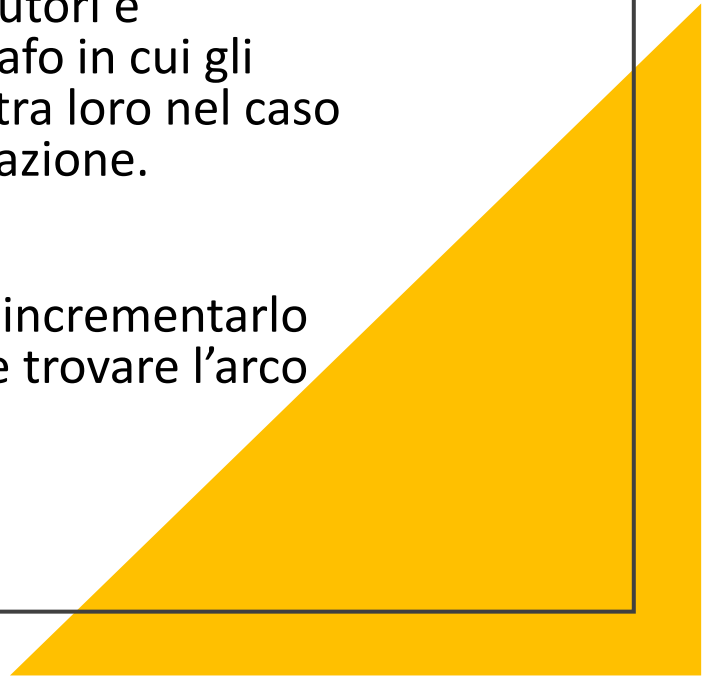 utori e
afo in cui gli
tra loro nel caso
azione.
incrementarlo
e trovare l’arco